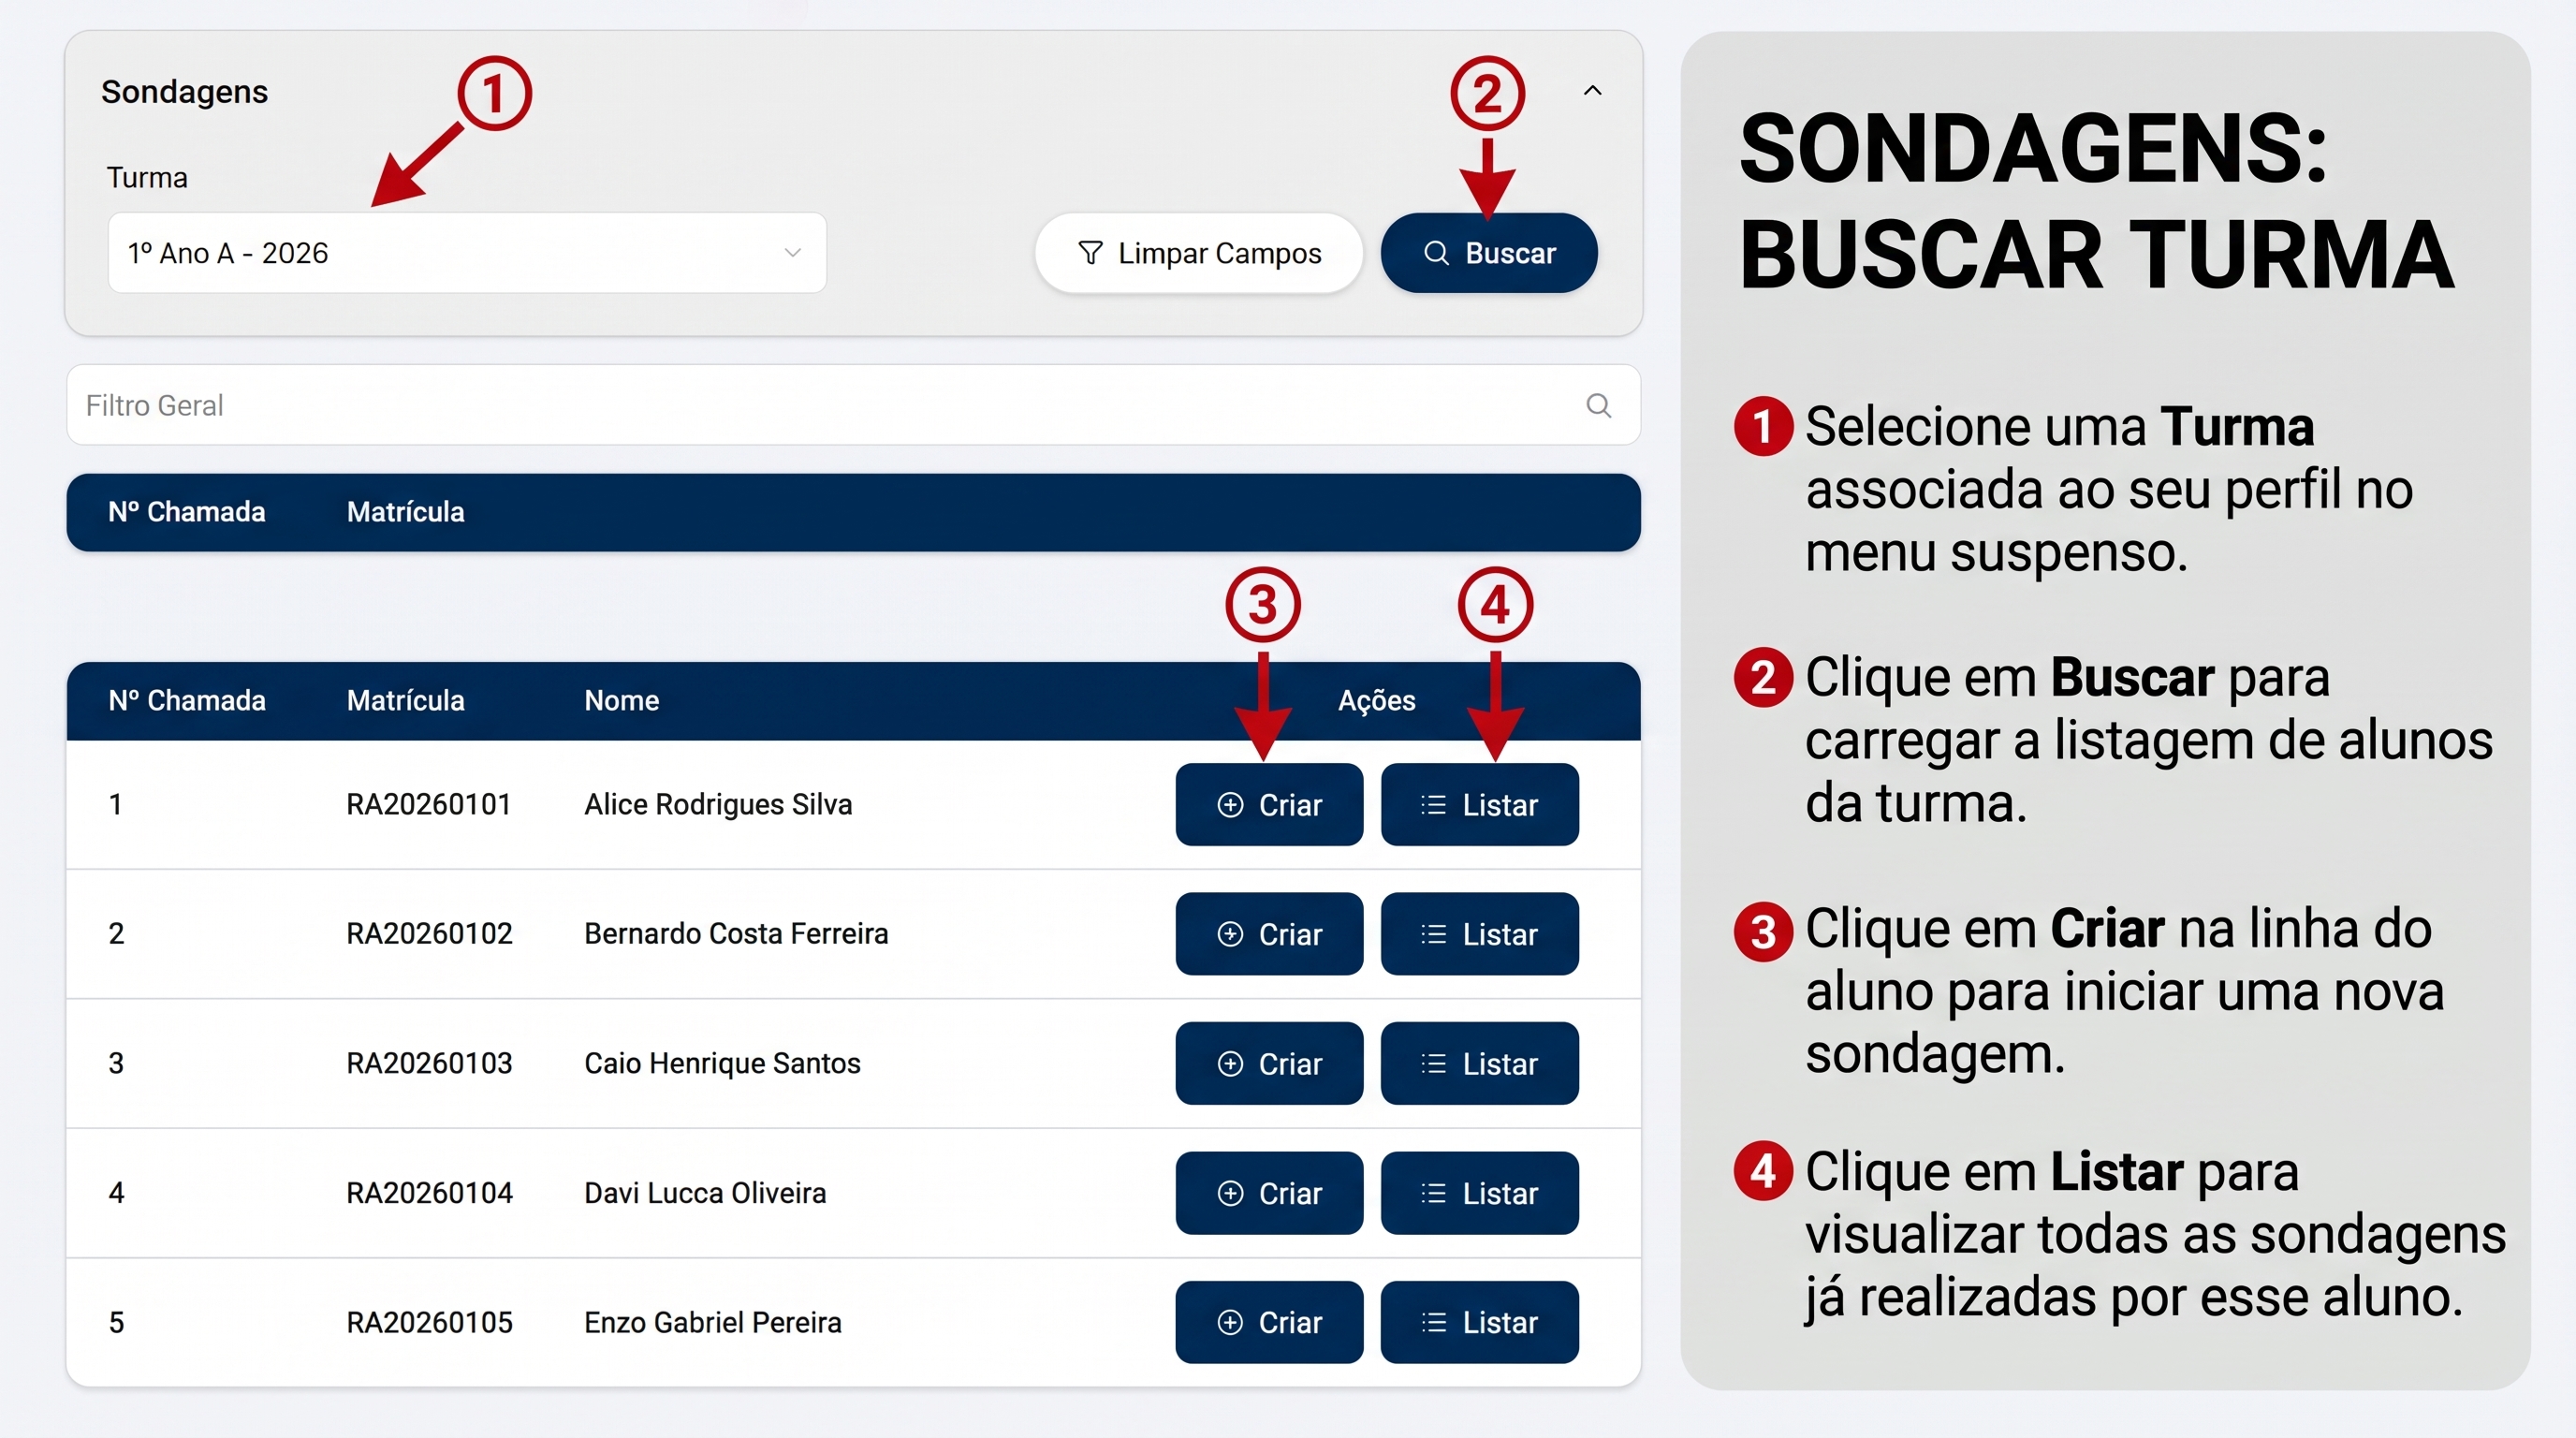 Sondagens
1
2
Turma
1º Ano A - 2026
Limpar Campos
Buscar
Filtro Geral
Nº Chamada Matrícula
3
4
Nº Chamada Matrícula Nome Ações
1 RA20260101 Alice Rodrigues Silva Criar Listar
2 RA20260102 Bernardo Costa Ferreira Criar Listar
3 RA20260103 Caio Henrique Santos Criar Listar
4 RA20260104 Davi Lucca Oliveira Criar Listar
5 RA20260105 Enzo Gabriel Pereira Criar Listar
SONDAGENS:
BUSCAR TURMA
1 Selecione uma Turma
associada ao seu perfil no
menu suspenso.
2 Clique em Buscar para
carregar a listagem de alunos
da turma.
3 Clique em Criar na linha do
aluno para iniciar uma nova
sondagem.
4 Clique em Listar para
visualizar todas as sondagens
já realizadas por esse aluno.